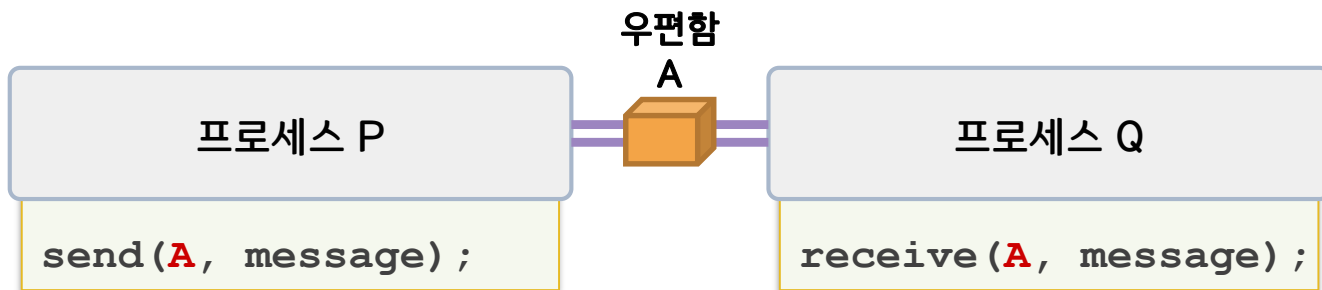 우편함
A
프로세스 P
프로세스 Q
send(A, message);
receive(A, message);